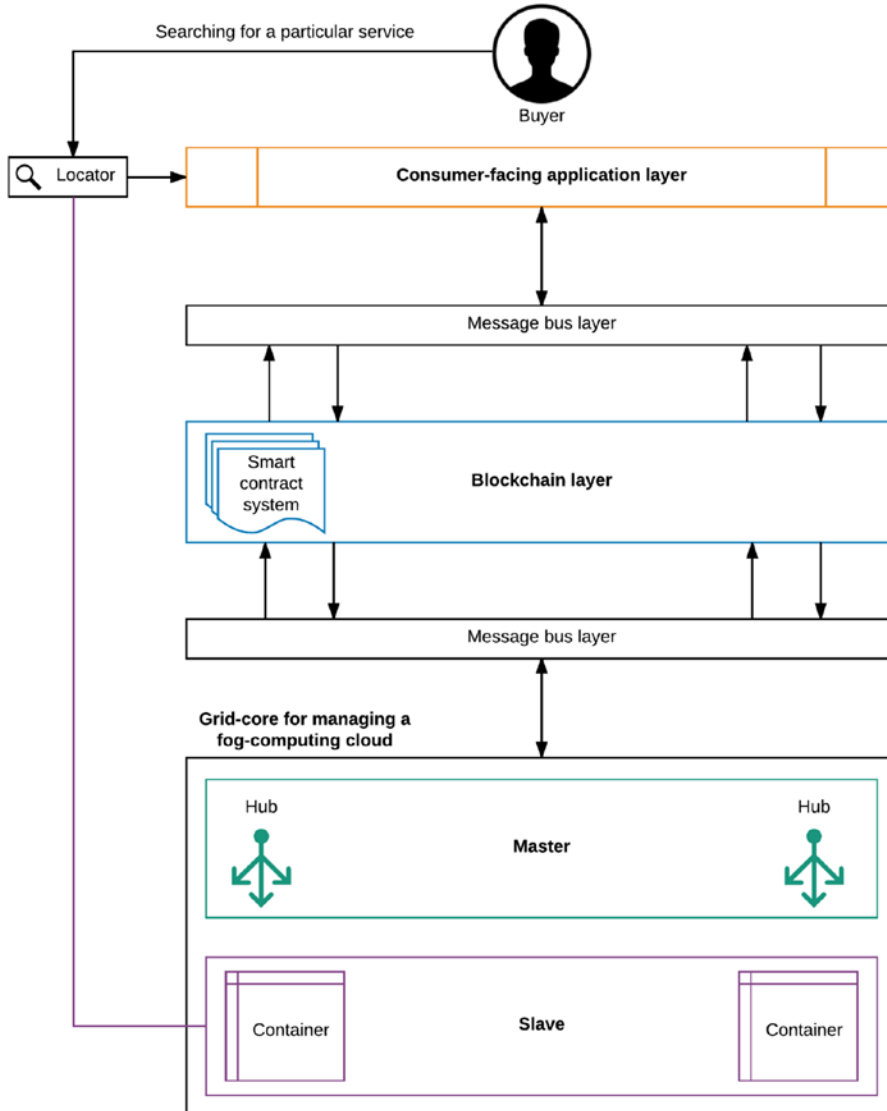 Searching for a particular service
Buyer
Locator
Consumer-facing application layer
Message bus layer
Smart
contract
system
Blockchain layer
Message bus layer
Grid-core for managing a
fog-computing cloud
Hub
Hub
Master
Container
Slave
Container